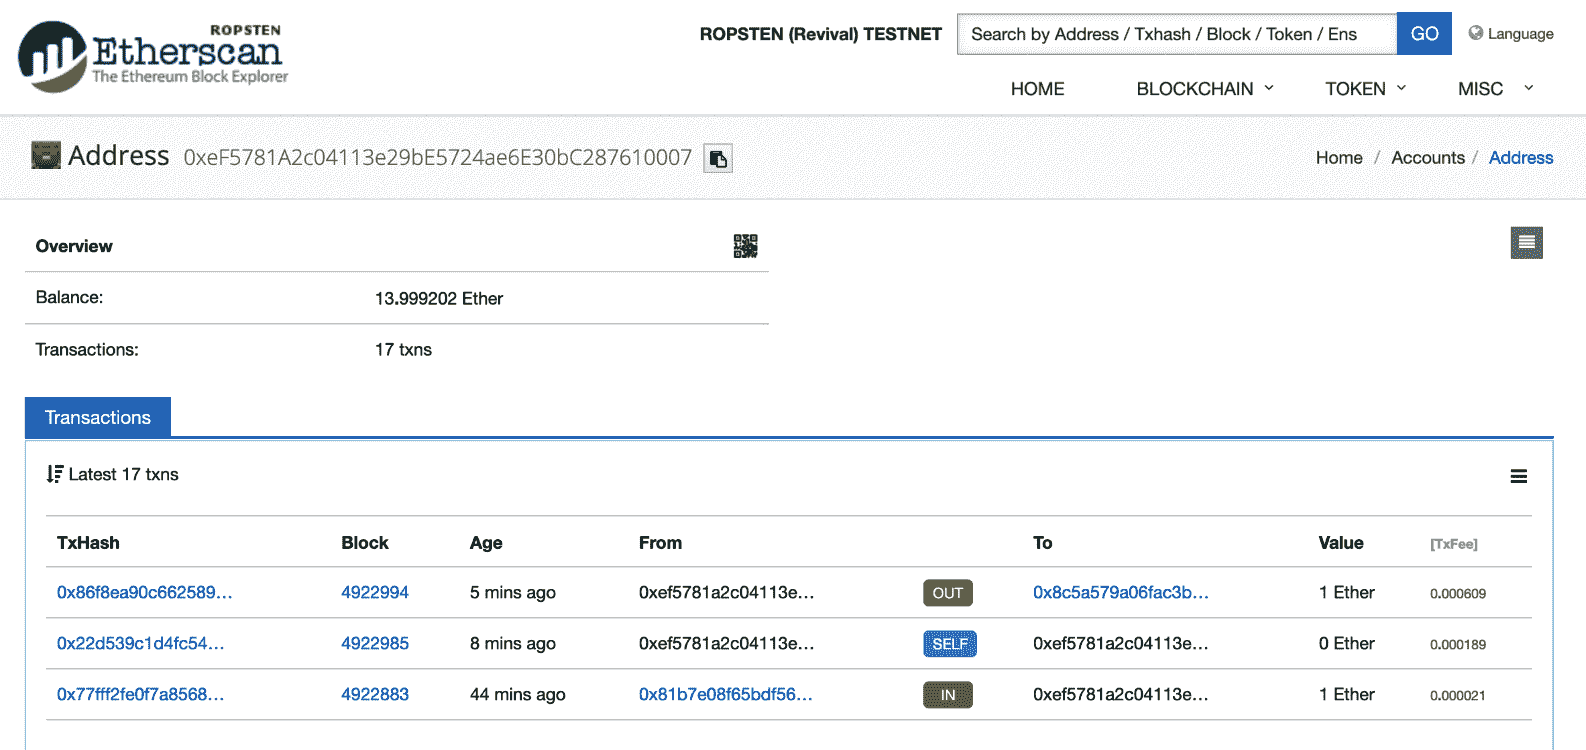 ROPSTEN
Etherscan
The Ethereum Block Explorer
ROPSTEN (Revival) TESTNET
Search by Address / Txhash / Block / Token / Ens
GO
Language
HOME
BLOCKCHAIN
TOKEN
MISC
Address 0xeF5781A2c04113e29bE5724ae6E30bC287610007
Home / Accounts / Address
Overview
Balance: 13.999202 Ether
Transactions: 17 txns
Transactions
Latest 17 txns
TxHash Block Age From To Value [TxFee]
0x86f8ea90c662589... 4922994 5 mins ago 0xef5781a2c04113e... OUT 0x8c5a579a06fac3b... 1 Ether 0.000609
0x22d539c1d4fc54... 4922985 8 mins ago 0xef5781a2c04113e... SELF 0xef5781a2c04113e... 0 Ether 0.000189
0x77fff2fe0f7a8568... 4922883 44 mins ago 0x81b7e08f65bdf56... IN 0xef5781a2c04113e... 1 Ether 0.000021